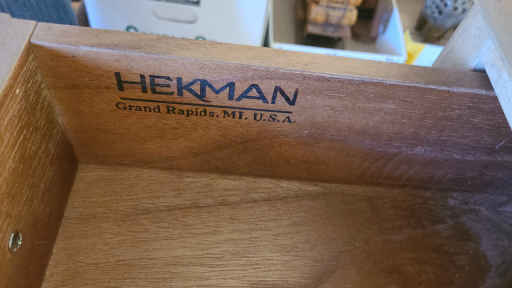 HEKMAN
Grand Rapids, MI. U.S.A.